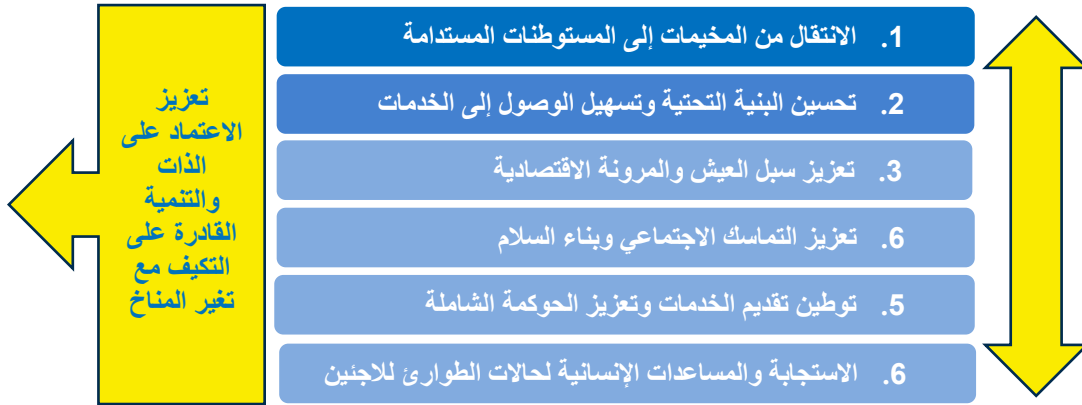 1. الانتقال من المخيمات إلى المستوطنات المستدامة
2. تحسين البنية التحتية وتسهيل الوصول إلى الخدمات
3. تعزيز سبل العيش والمرونة الاقتصادية
6. تعزيز التماسك الاجتماعي وبناء السلام
5. توطين تقديم الخدمات وتعزيز الحوكمة الشاملة
6. الاستجابة والمساعدات الإنسانية لحالات الطوارئ للاجئين
تعزيز
الاعتماد على
الذات
والتنمية
القادرة على
التكيف مع
تغير المناخ